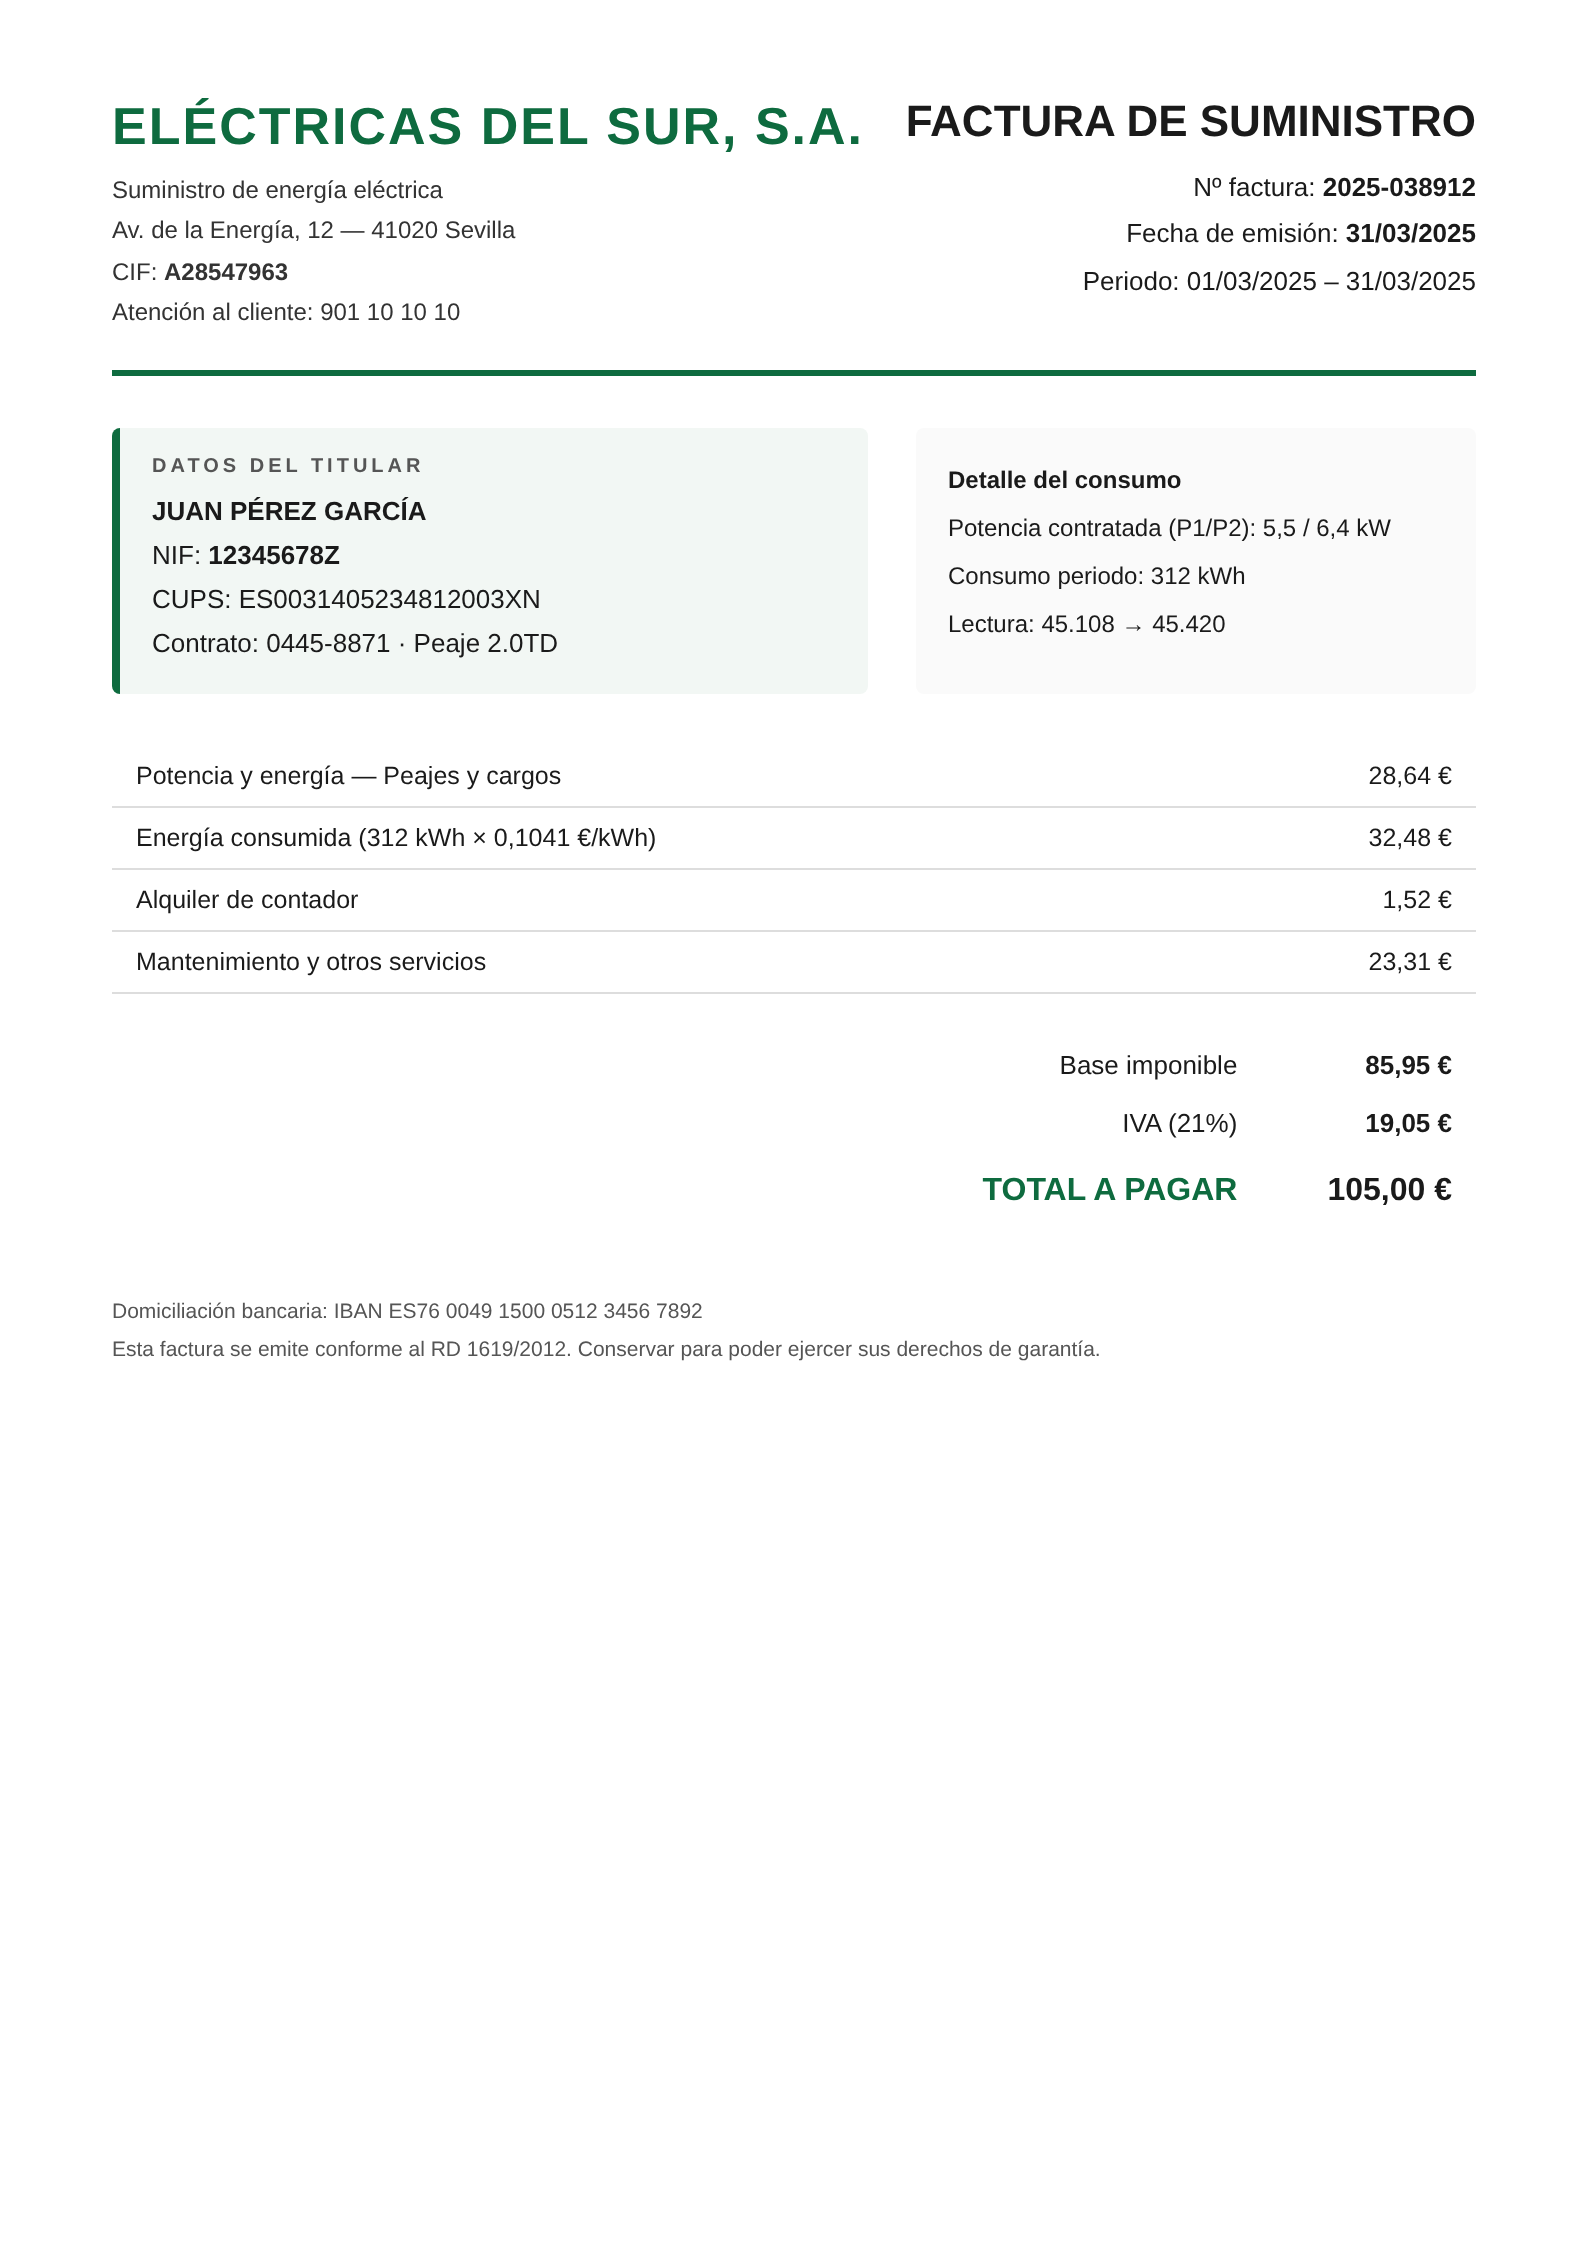 ELÉCTRICAS DEL SUR, S.A.
Suministro de energía eléctrica
Av. de la Energía, 12 — 41020 Sevilla
CIF: A28547963
Atención al cliente: 901 10 10 10
FACTURA DE SUMINISTRO
Nº factura: 2025-038912
Fecha de emisión: 31/03/2025
Periodo: 01/03/2025 – 31/03/2025
DATOS DEL TITULAR
JUAN PÉREZ GARCÍA
NIF: 12345678Z
CUPS: ES0031405234812003XN
Contrato: 0445-8871 · Peaje 2.0TD
Detalle del consumo
Potencia contratada (P1/P2): 5,5 / 6,4 kW
Consumo periodo: 312 kWh
Lectura: 45.108 → 45.420
Potencia y energía — Peajes y cargos 28,64 €
Energía consumida (312 kWh × 0,1041 €/kWh) 32,48 €
Alquiler de contador 1,52 €
Mantenimiento y otros servicios 23,31 €
Base imponible 85,95 €
IVA (21%) 19,05 €
TOTAL A PAGAR 105,00 €
Domiciliación bancaria: IBAN ES76 0049 1500 0512 3456 7892
Esta factura se emite conforme al RD 1619/2012. Conservar para poder ejercer sus derechos de garantía.